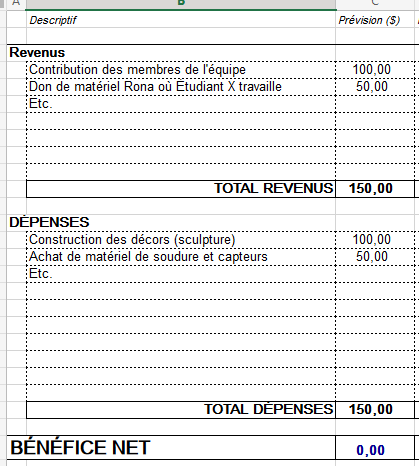 A B C
Descriptif Prévision ($)
Revenus
Contribution des membres de l'équipe 100,00
Don de matériel Rona où Étudiant X travaille 50,00
Etc.
TOTAL REVENUS 150,00
DÉPENSES
Construction des décors (sculpture) 100,00
Achat de matériel de soudure et capteurs 50,00
Etc.
TOTAL DÉPENSES 150,00
BÉNÉFICE NET 0,00